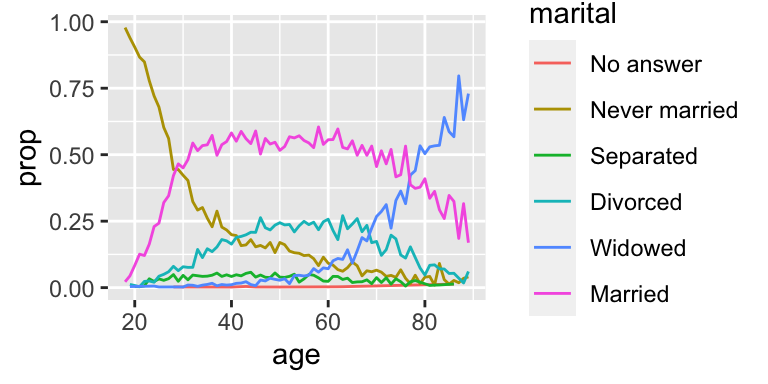 marital
No answer
Never married
Separated
Divorced
Widowed
Married
prop
1.00
0.75
0.50
0.25
0.00
20 40 60 80
age